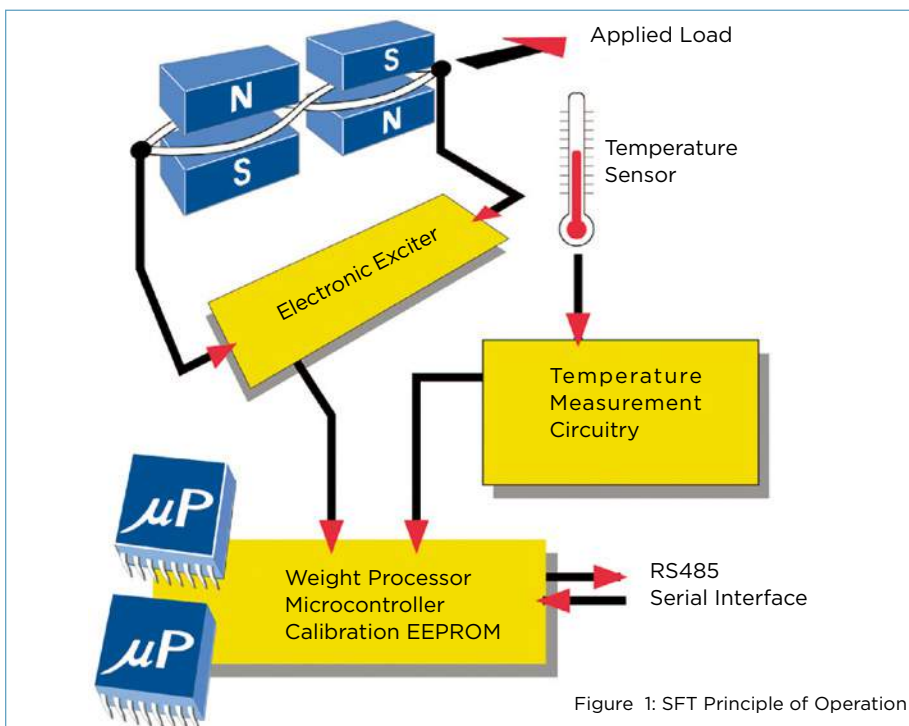 Applied Load
S
N
N
S
Temperature
Sensor
Electronic Exciter
Temperature
Measurement
Circuitry
µP
Weight Processor
Microcontroller
Calibration EEPROM
RS485
Serial Interface
µP
Figure 1: SFT Principle of Operation